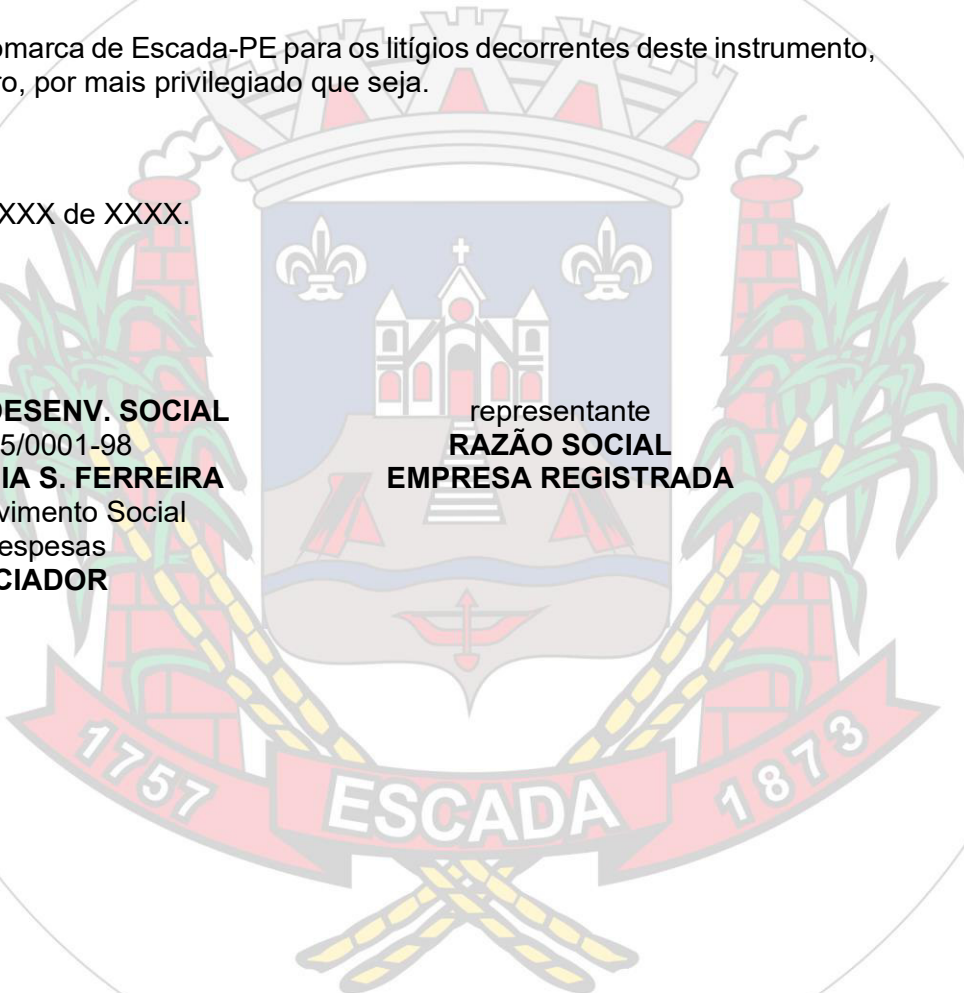 omarca de Escada-PE para os litígios decorrentes deste instrumento,
ro, por mais privilegiado que seja.
XXX de XXXX.
DESENV. SOCIAL
5/0001-98
IA S. FERREIRA
vimento Social
espesas
CIADOR
representante
RAZÃO SOCIAL
EMPRESA REGISTRADA
1757 ESCADA 1873